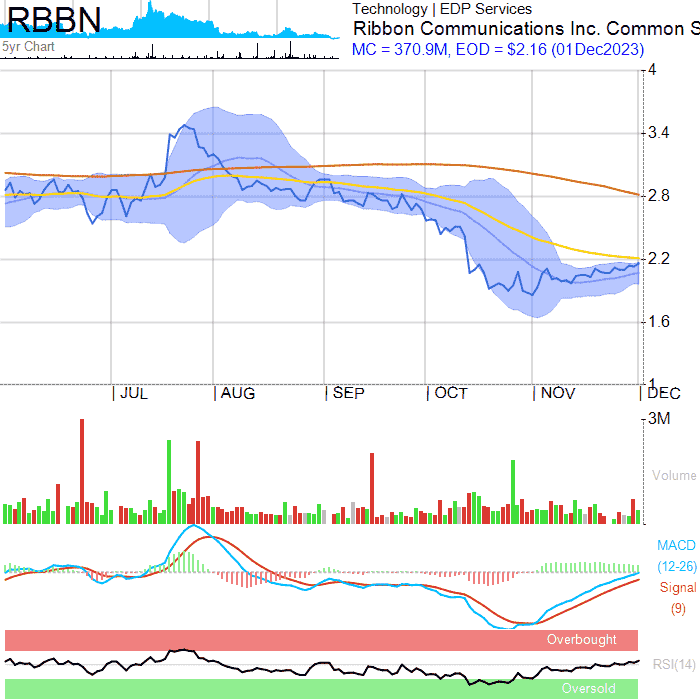 RBBN
5yr Chart
Technology | EDP Services
Ribbon Communications Inc. Common S
MC = 370.9M, EOD = $2.16 (01Dec2023)
4
3.4
2.8
2.2
1.6
1
JUL AUG SEP OCT NOV DEC
3M
Volume
MACD
(12-26)
Signal
(9)
Overbought
RSI(14)
Oversold